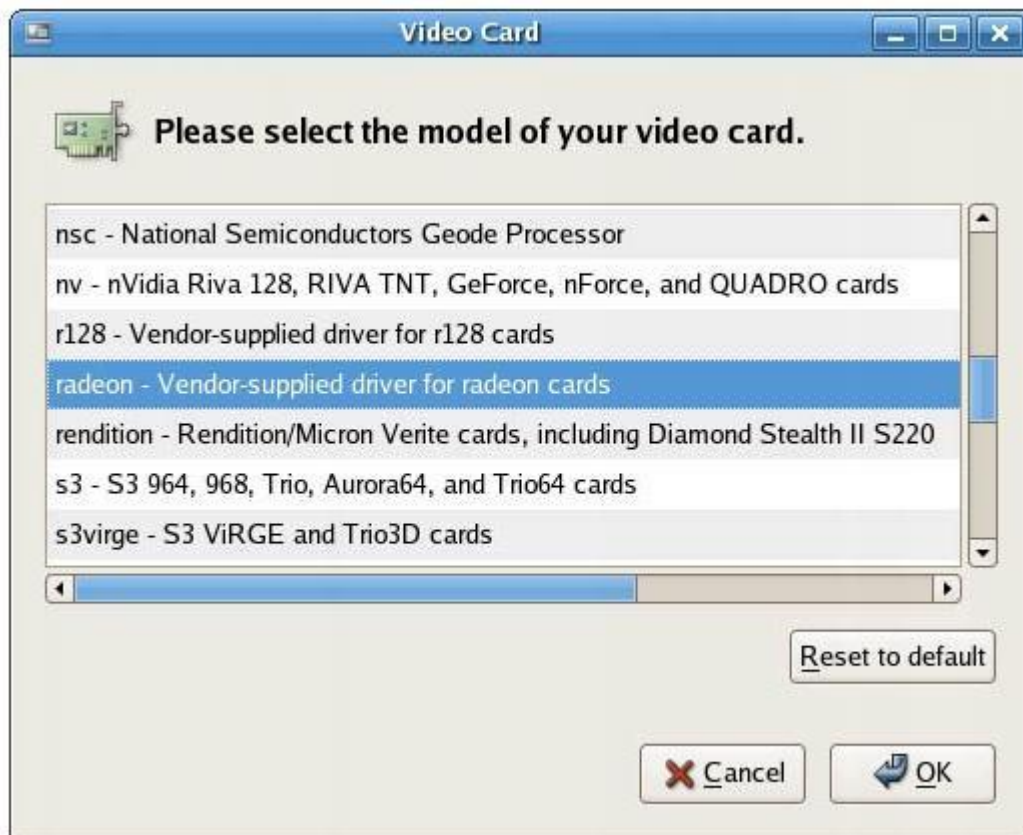 Video Card
Please select the model of your video card.
nsc - National Semiconductors Geode Processor
nv - nVidia Riva 128, RIVA TNT, GeForce, nForce, and QUADRO cards
r128 - Vendor-supplied driver for r128 cards
radeon - Vendor-supplied driver for radeon cards
rendition - Rendition/Micron Verite cards, including Diamond Stealth II S220
s3 - S3 964, 968, Trio, Aurora64, and Trio64 cards
s3virge - S3 ViRGE and Trio3D cards
Reset to default
Cancel
OK